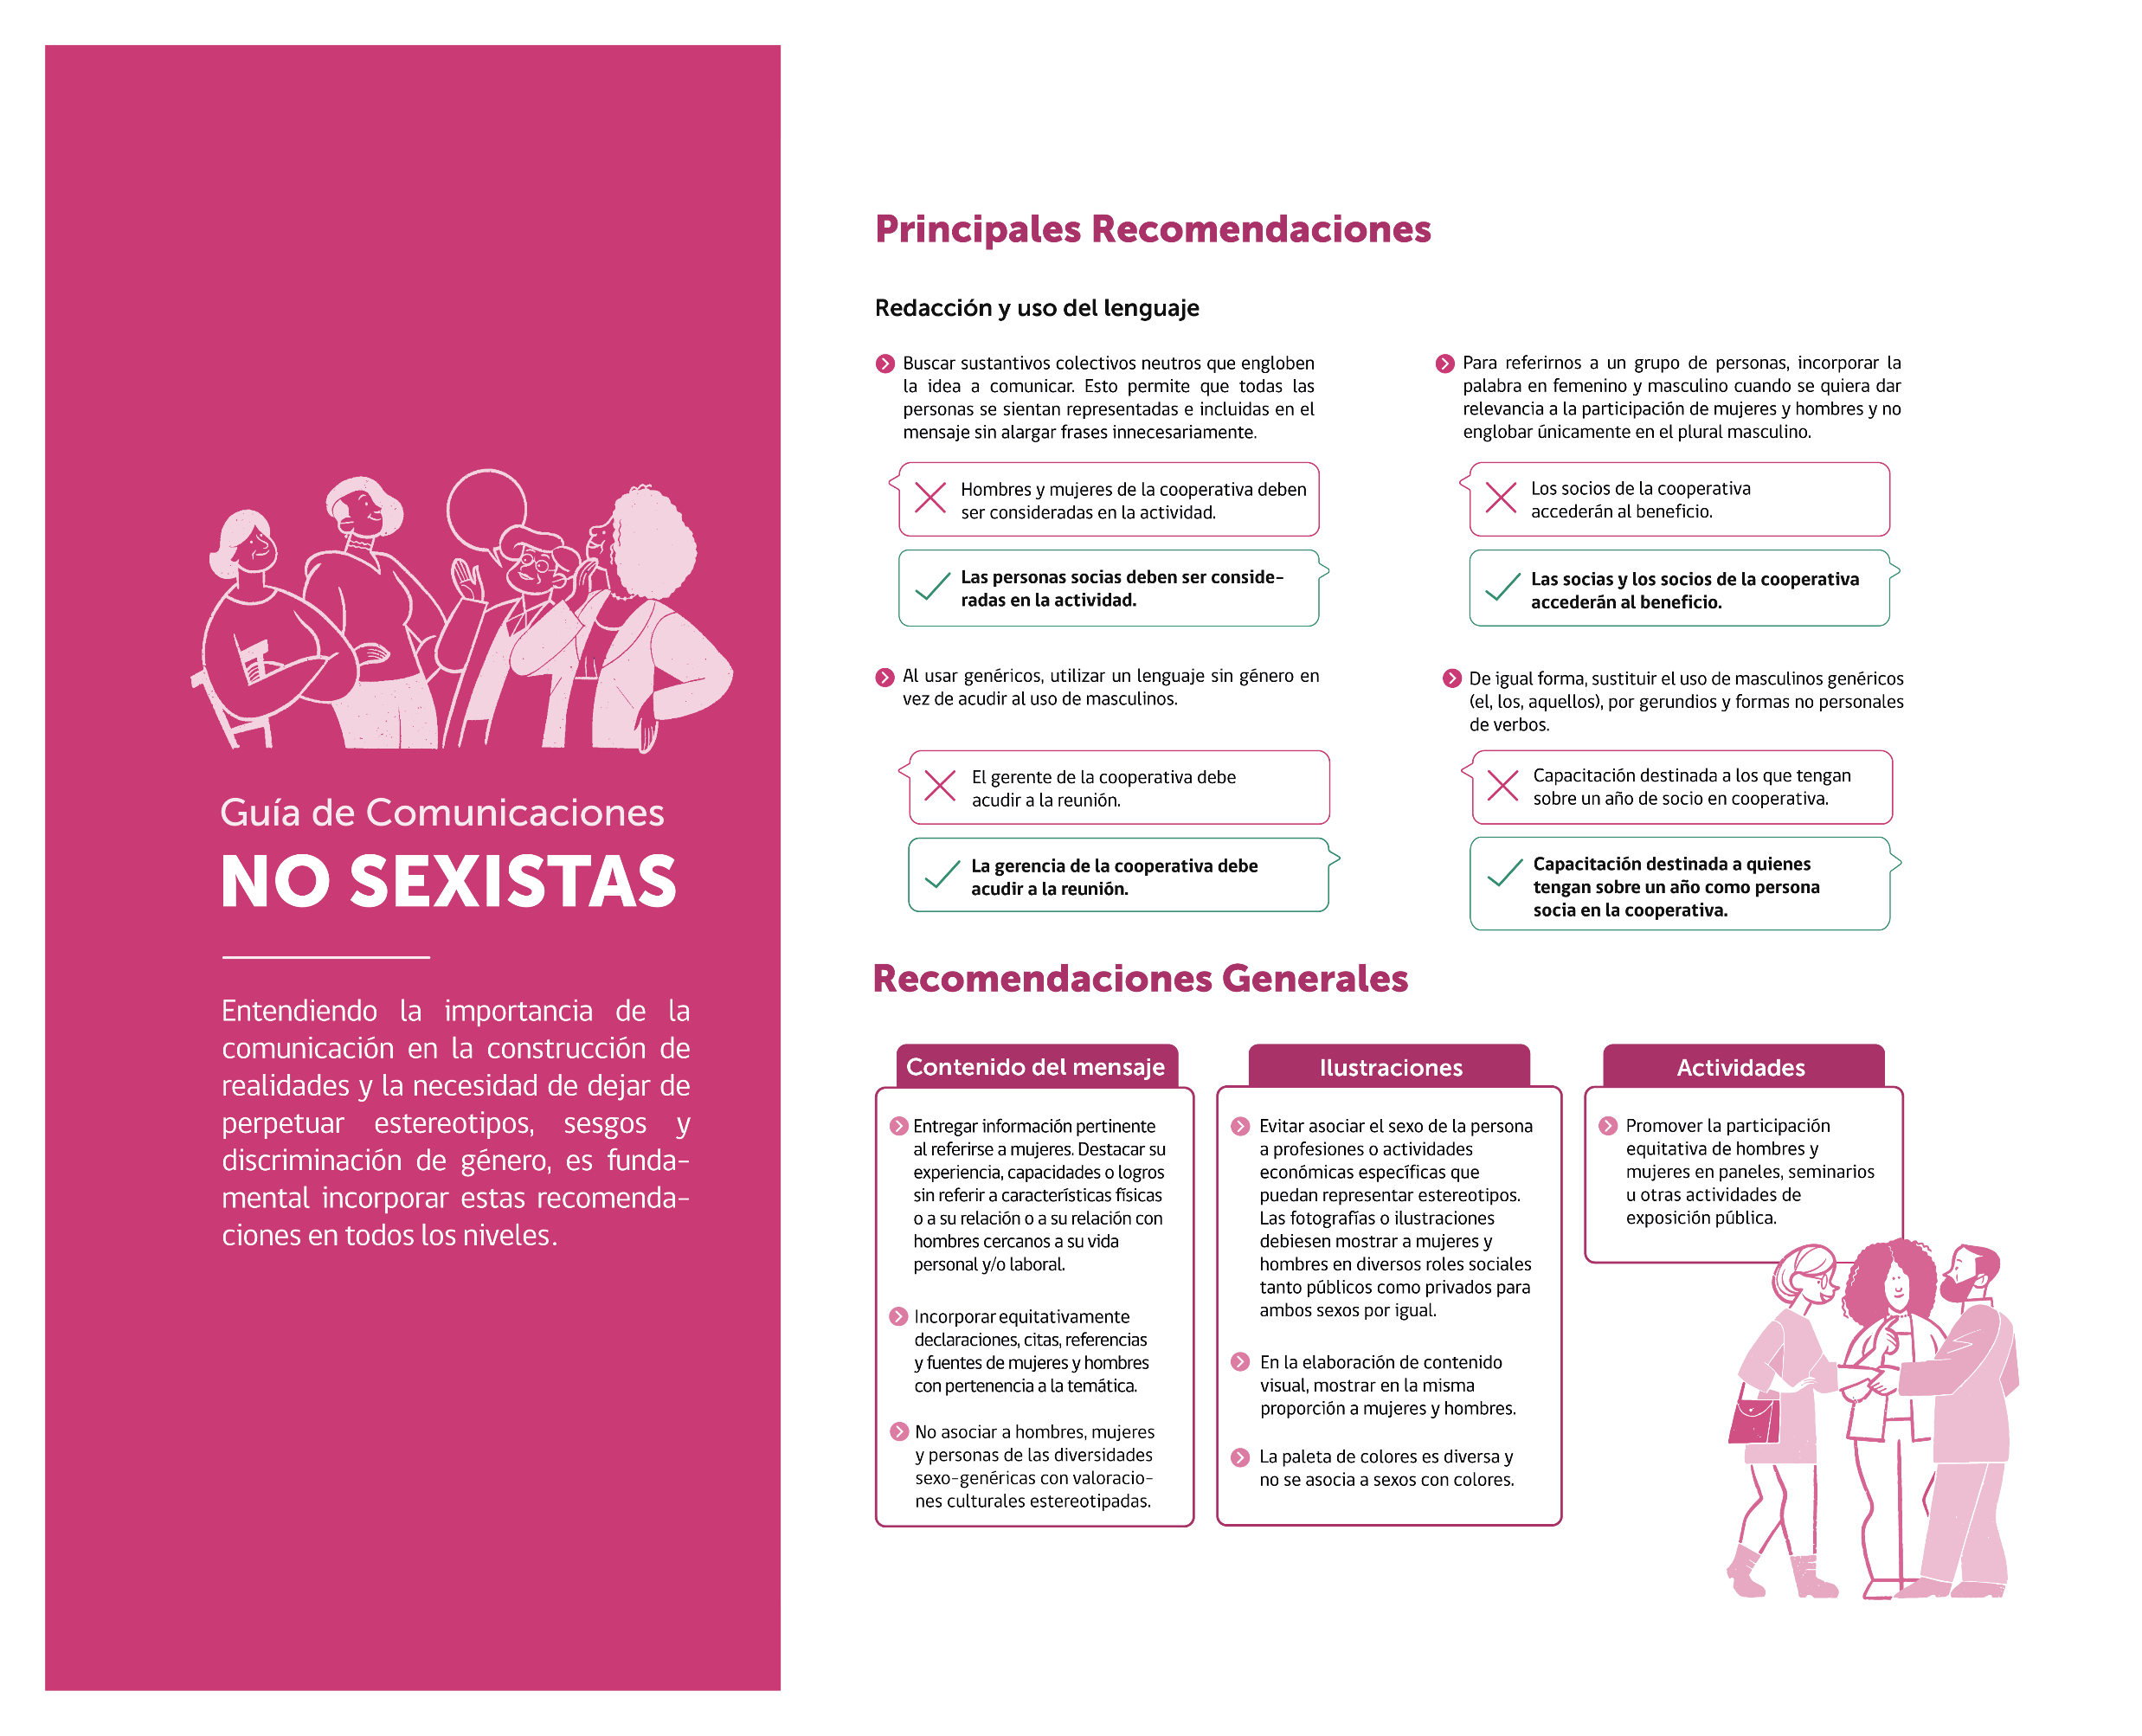 Guía de Comunicaciones
NO SEXISTAS
Entendiendo la importancia de la
comunicación en la construcción de
realidades y la necesidad de dejar de
perpetuar estereotipos, sesgos y
discriminación de género, es funda-
mental incorporar estas recomenda-
ciones en todos los niveles.
Principales Recomendaciones
Redacción y uso del lenguaje
Buscar sustantivos colectivos neutros que engloben
la idea a comunicar. Esto permite que todas las
personas se sientan representadas e incluidas en el
mensaje sin alargar frases innecesariamente.
Hombres y mujeres de la cooperativa deben
ser consideradas en la actividad.
Las personas socias deben ser conside-
radas en la actividad.
Para referirnos a un grupo de personas, incorporar la
palabra en femenino y masculino cuando se quiera dar
relevancia a la participación de mujeres y hombres y no
englobar únicamente en el plural masculino.
Los socios de la cooperativa
accederán al beneficio.
Las socias y los socios de la cooperativa
accederán al beneficio.
Al usar genéricos, utilizar un lenguaje sin género en
vez de acudir al uso de masculinos.
El gerente de la cooperativa debe
acudir a la reunión.
La gerencia de la cooperativa debe
acudir a la reunión.
De igual forma, sustituir el uso de masculinos genéricos
(el, los, aquellos), por gerundios y formas no personales
de verbos.
Capacitación destinada a los que tengan
sobre un año de socio en cooperativa.
Capacitación destinada a quienes
tengan sobre un año como persona
socia en la cooperativa.
Recomendaciones Generales
Contenido del mensaje
Entregar información pertinente
al referirse a mujeres. Destacar su
experiencia, capacidades o logros
sin referir a características físicas
o a su relación o a su relación con
hombres cercanos a su vida
personal y/o laboral.
Incorporar equitativamente
declaraciones, citas, referencias
y fuentes de mujeres y hombres
con pertenencia a la temática.
No asociar a hombres, mujeres
y personas de las diversidades
sexo-genéricas con valoracio-
nes culturales estereotipadas.
Ilustraciones
Evitar asociar el sexo de la persona
a profesiones o actividades
económicas específicas que
puedan representar estereotipos.
Las fotografías o ilustraciones
debiesen mostrar a mujeres y
hombres en diversos roles sociales
tanto públicos como privados para
ambos sexos por igual.
En la elaboración de contenido
visual, mostrar en la misma
proporción a mujeres y hombres.
La paleta de colores es diversa y
no se asocia a sexos con colores.
Actividades
Promover la participación
equitativa de hombres y
mujeres en paneles, seminarios
u otras actividades de
exposición pública.